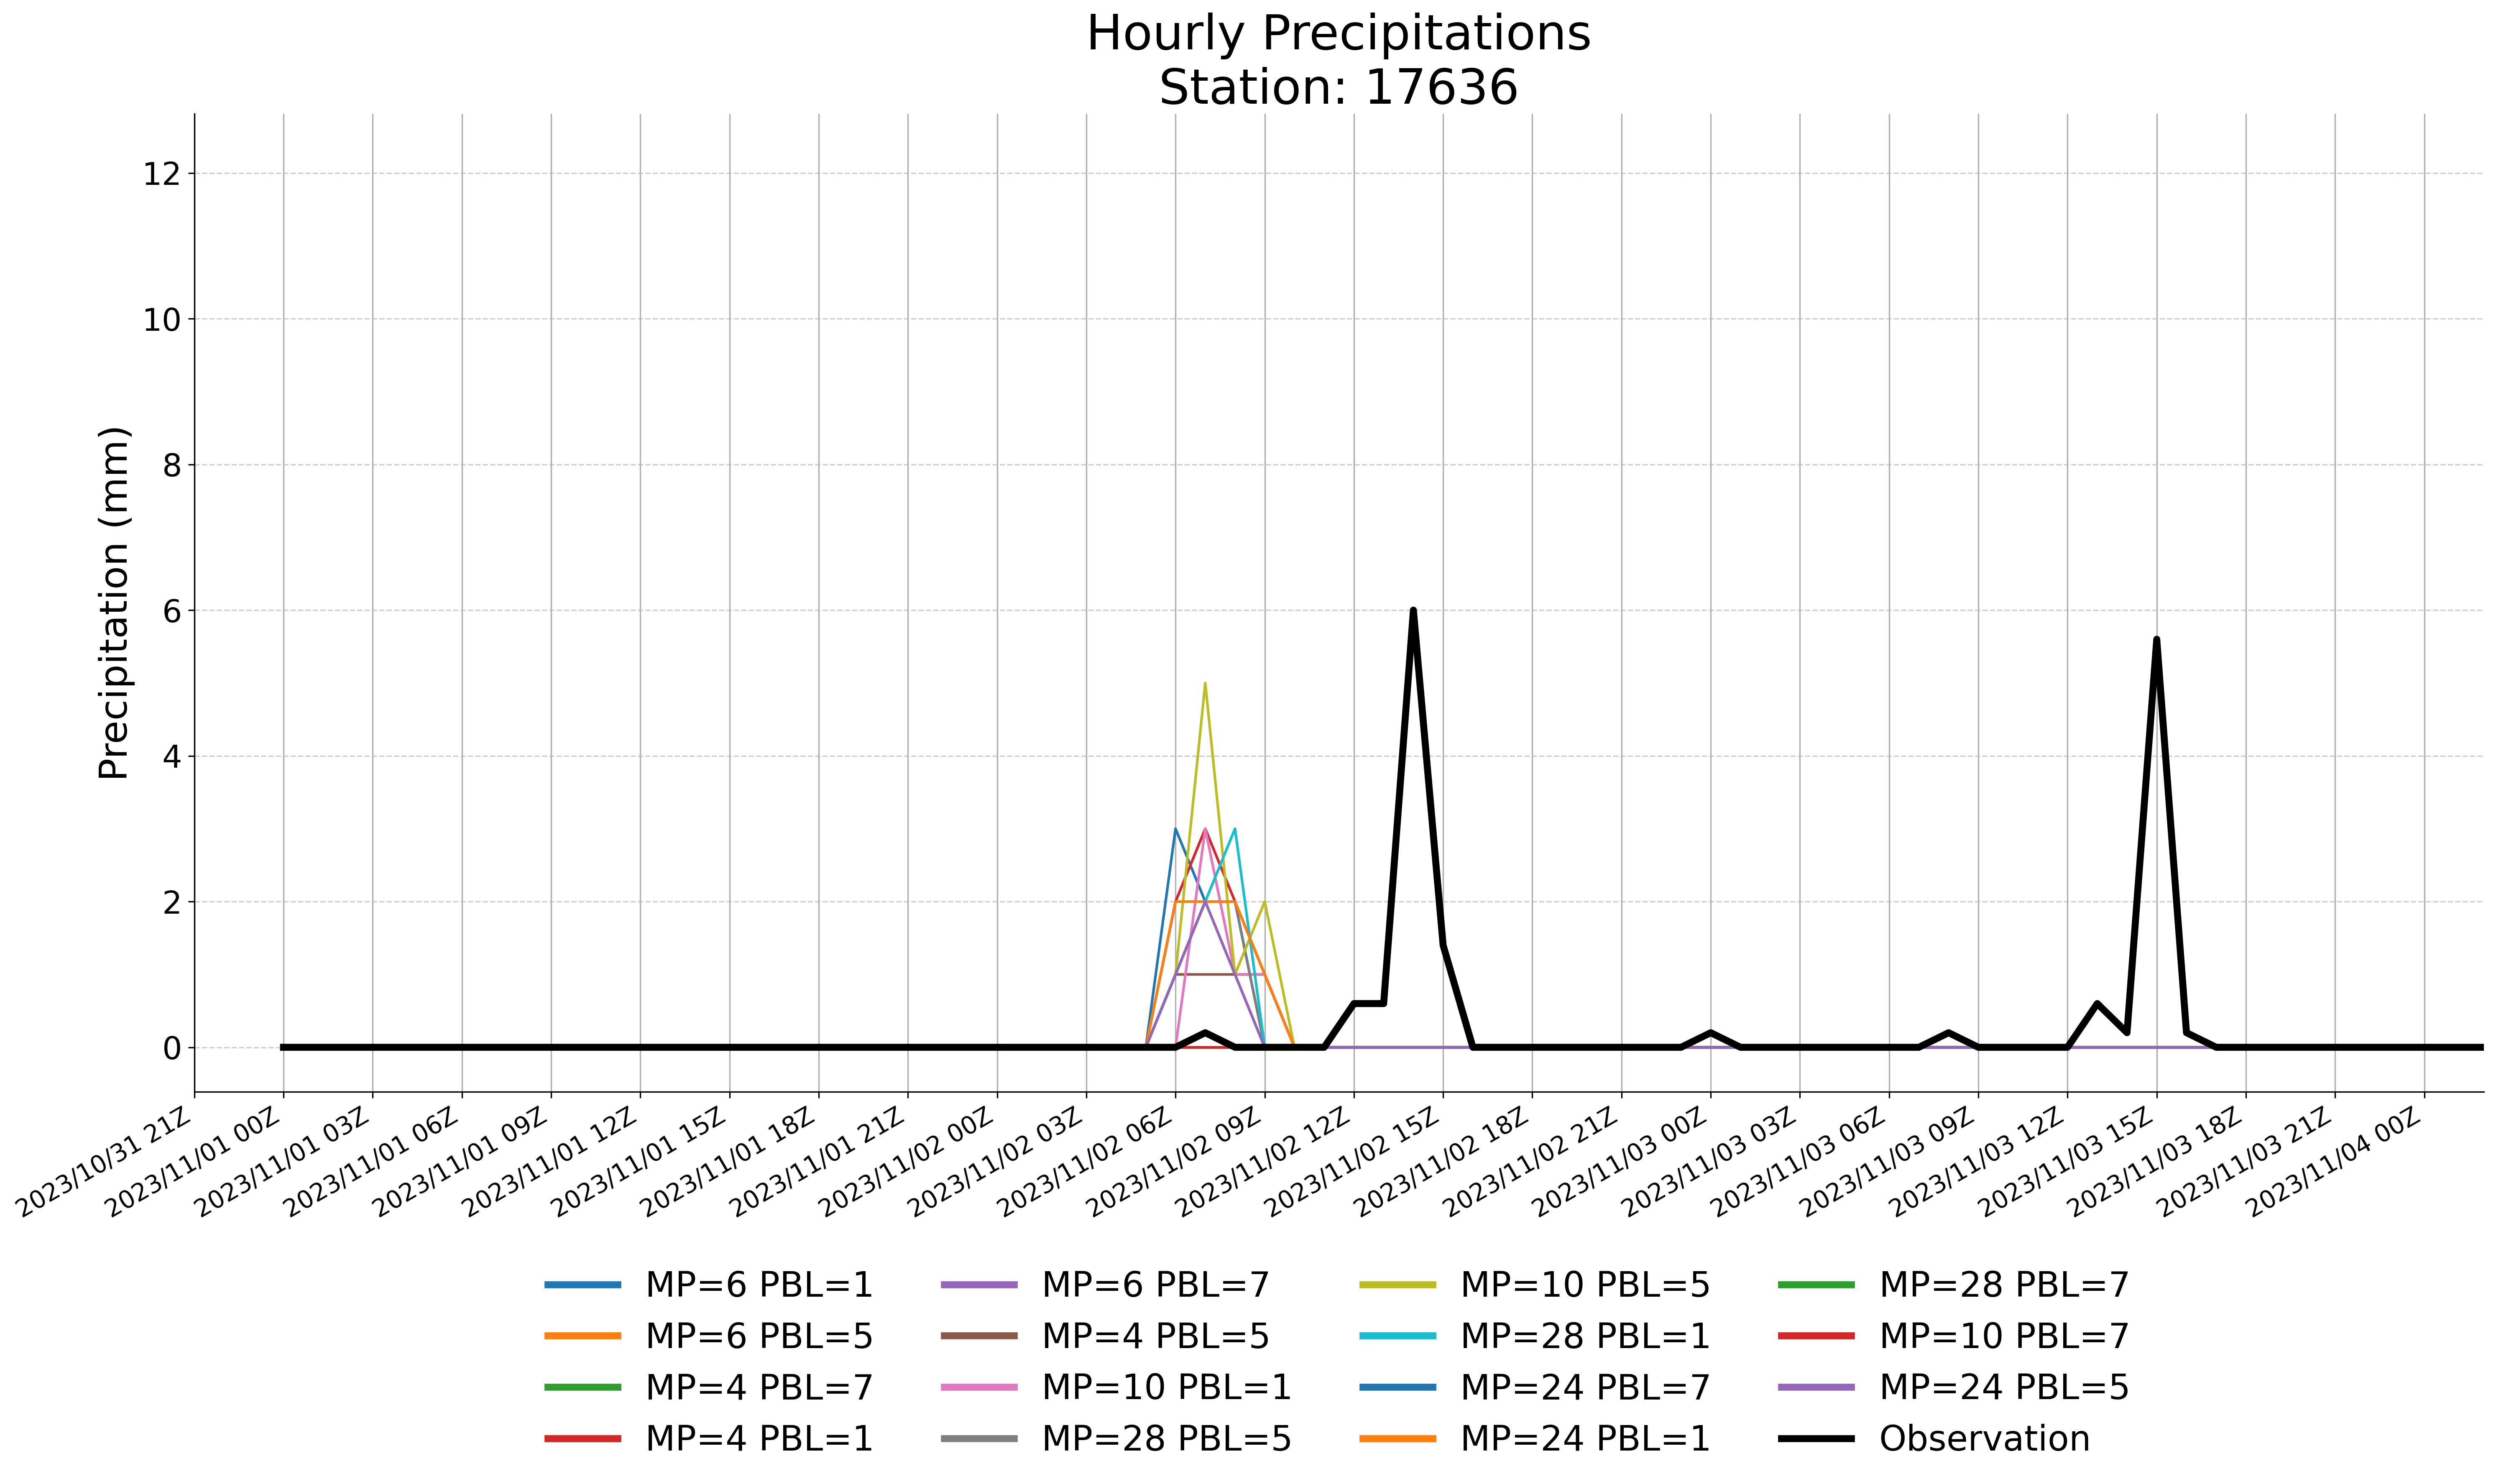 Hourly Precipitations
Station: 17636
Precipitation (mm)
12
10
8
6
4
2
0
2023/10/31 21Z
2023/11/01 00Z
2023/11/01 03Z
2023/11/01 06Z
2023/11/01 09Z
2023/11/01 12Z
2023/11/01 15Z
2023/11/01 18Z
2023/11/01 21Z
2023/11/02 00Z
2023/11/02 03Z
2023/11/02 06Z
2023/11/02 09Z
2023/11/02 12Z
2023/11/02 15Z
2023/11/02 18Z
2023/11/02 21Z
2023/11/03 00Z
2023/11/03 03Z
2023/11/03 06Z
2023/11/03 09Z
2023/11/03 12Z
2023/11/03 15Z
2023/11/03 18Z
2023/11/03 21Z
2023/11/04 00Z
MP=6 PBL=1
MP=6 PBL=5
MP=4 PBL=7
MP=4 PBL=1
MP=6 PBL=7
MP=4 PBL=5
MP=10 PBL=1
MP=28 PBL=5
MP=10 PBL=5
MP=28 PBL=1
MP=24 PBL=7
MP=24 PBL=1
MP=28 PBL=7
MP=10 PBL=7
MP=24 PBL=5
Observation